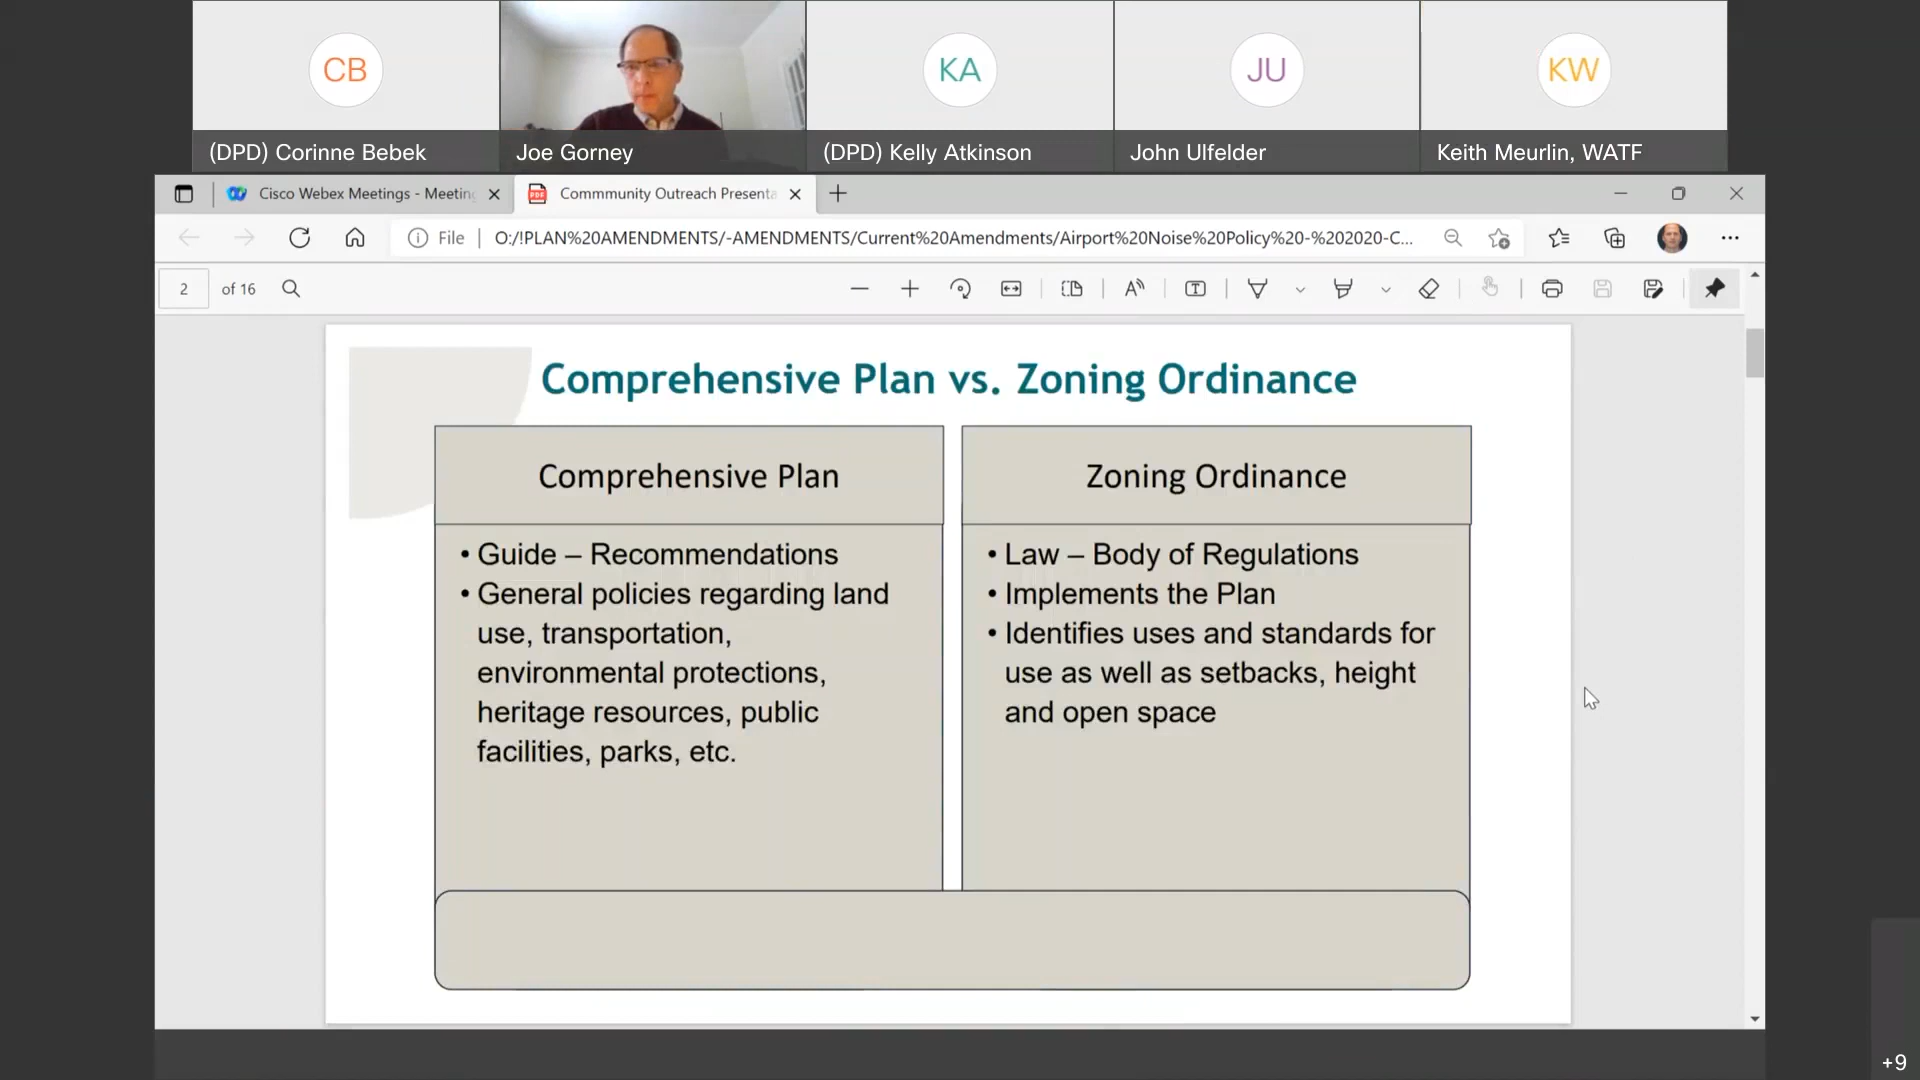 CB
KA
JU
KW
(DPD) Corinne Bebek
Joe Gorney
(DPD) Kelly Atkinson
John Ulfelder
Keith Meurlin, WATF
Cisco Webex Meetings - Meeting
PDF
Commmunity Outreach Presenta
File
O:/!PLAN%20AMENDMENTS/-AMENDMENTS/Current%20Amendments/Airport%20Noise%20Policy%20-%202020-C...
2 of 16
Comprehensive Plan vs. Zoning Ordinance
Comprehensive Plan
• Guide – Recommendations
• General policies regarding land
use, transportation,
environmental protections,
heritage resources, public
facilities, parks, etc.
Zoning Ordinance
• Law – Body of Regulations
• Implements the Plan
• Identifies uses and standards for
use as well as setbacks, height
and open space
+9